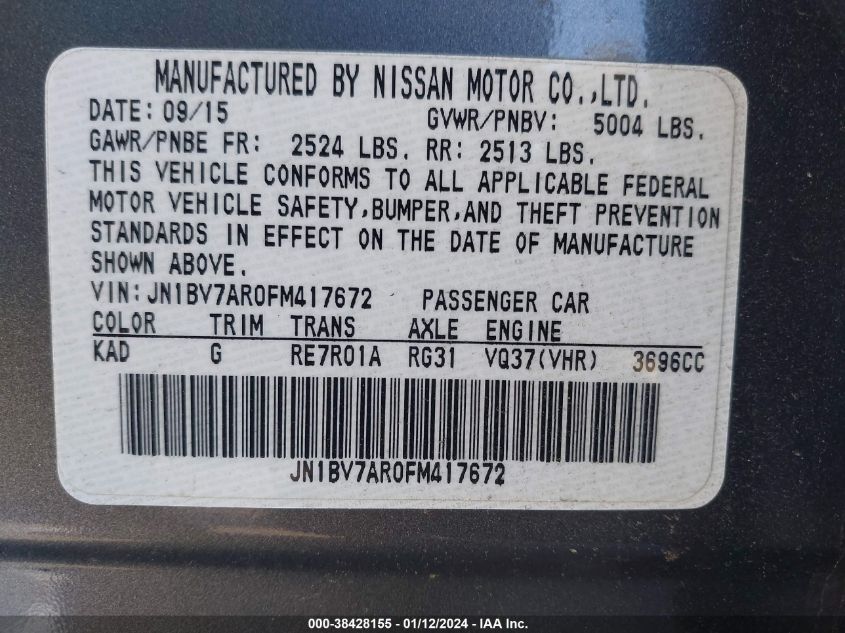 MANUFACTURED BY NISSAN MOTOR CO.,LTD.
DATE: 09/15 GVWR/PNBV: 5004 LBS.
GAWR/PNBE FR: 2524 LBS. RR: 2513 LBS.
THIS VEHICLE CONFORMS TO ALL APPLICABLE FEDERAL
MOTOR VEHICLE SAFETY,BUMPER,AND THEFT PREVENTION
STANDARDS IN EFFECT ON THE DATE OF MANUFACTURE
SHOWN ABOVE.
VIN: JN1BV7AR0FM417672 PASSENGER CAR
COLOR TRIM TRANS AXLE ENGINE
KAD G RE7R01A RG31 VQ37(VHR) 3696CC
JN1BV7AR0FM417672
000-38428155 - 01/12/2024 - IAA Inc.